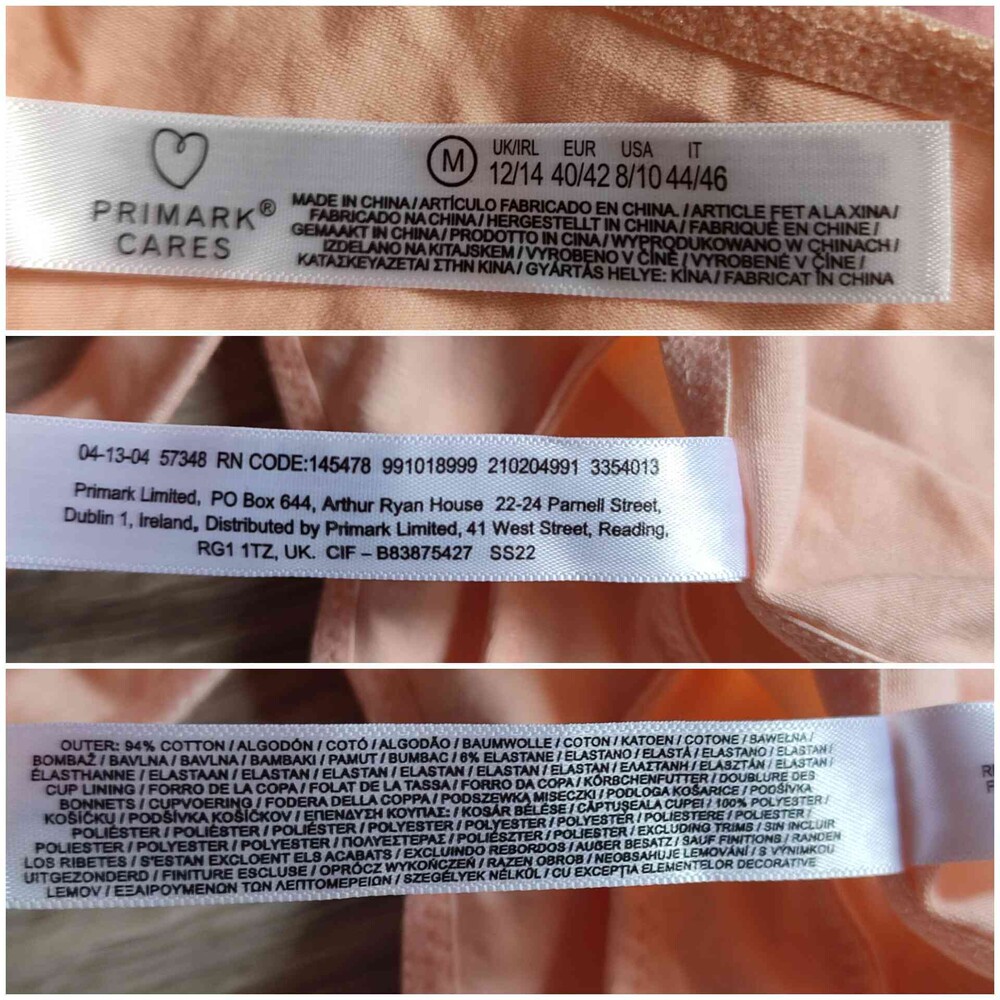 PRIMARK®
CARES
M
UK/IRL EUR USA IT
12/14 40/42 8/10 44/46
MADE IN CHINA / ARTÍCULO FABRICADO EN CHINA. / ARTICLE FET A LA XINA /
FABRICADO NA CHINA / HERGESTELLT IN CHINA / FABRIQUÉ EN CHINE /
GEMAAKT IN CHINA / PRODOTTO IN CINA / WYPRODUKOWANO W CHINACH /
IZDELANO NA KITAJSKEM / VYROBENO V ČÍNĚ / VYROBENÉ V ČÍNE /
ΚΑΤΑΣΚΕΥΑΖΕΤΑΙ ΣΤΗΝ ΚΙΝΑ / GYÁRTÁS HELYE: KÍNA / FABRICAT ÎN CHINA
04-13-04 57348 RN CODE:145478 991018999 210204991 3354013
Primark Limited, PO Box 644, Arthur Ryan House 22-24 Parnell Street,
Dublin 1, Ireland, Distributed by Primark Limited, 41 West Street, Reading,
RG1 1TZ, UK. CIF – B83875427 SS22
OUTER: 94% COTTON / ALGODÓN / COTÓ / ALGODÃO / BAUMWOLLE / COTON / KATOEN / COTONE / BAWEŁNA /
BOMBAŽ / BAVLNA / BAVLNA / ΒΑΜΒΑΚΙ / PAMUT / BUMBAC / 6% ELASTANE / ELASTANO / ELASTÀ / ELASTANO / ELASTAN /
ÉLASTHANNE / ELASTAAN / ELASTAN / ELASTAN / ELASTAN / ELASTAN / ELASTAN / ΕΛΑΣΤΑΝΗ / ELASZTÁN / ELASTAN /
CUP LINING / FORRO DE LA COPA / FOLAT DE LA TASSA / FORRO DA COPA / KÖRBCHENFUTTER / DOUBLURE DES
BONNETS / CUPVOERING / FODERA DELLA COPPA / PODSZEWKA MISECZKI / PODLOGA KOŠARICE / PODŠÍVKA
KOŠÍČKU / PODŠÍVKA KOŠÍČKOV / ΕΠΕΝΔΥΣΗ ΚΟΥΠΑΣ: / KOSÁR BÉLÉSE / CĂPTUȘEALA CUPEI / 100% POLYESTER /
POLIÉSTER / POLIÈSTER / POLIÉSTER / POLYESTER / POLYESTER / POLYESTER / POLIESTERE / POLIESTER /
POLIESTER / POLYESTER / POLYESTER / ΠΟΛΥΕΣΤΕΡΑΣ / POLIÉSZTER / POLIESTER / EXCLUDING TRIMS / SIN INCLUIR
LOS RIBETES / S'ESTAN EXCLOENT ELS ACABATS / EXCLUINDO REBORDOS / AUẞER BESATZ / SAUF FINITIONS / RANDEN
UITGEZONDERD / FINITURE ESCLUSE / OPRÓCZ WYKOŃCZEŃ / RAZEN OBROB / NEOBSAHUJE LEMOVÁNÍ / S VÝNIMKOU
LEMOV / ΕΞΑΙΡΟΥΜΕΝΩΝ ΤΩΝ ΛΕΠΤΟΜΕΡΕΙΩΝ / SZEGÉLYEK NÉLKÜL / CU EXCEPȚIA ELEMENTELOR DECORATIVE